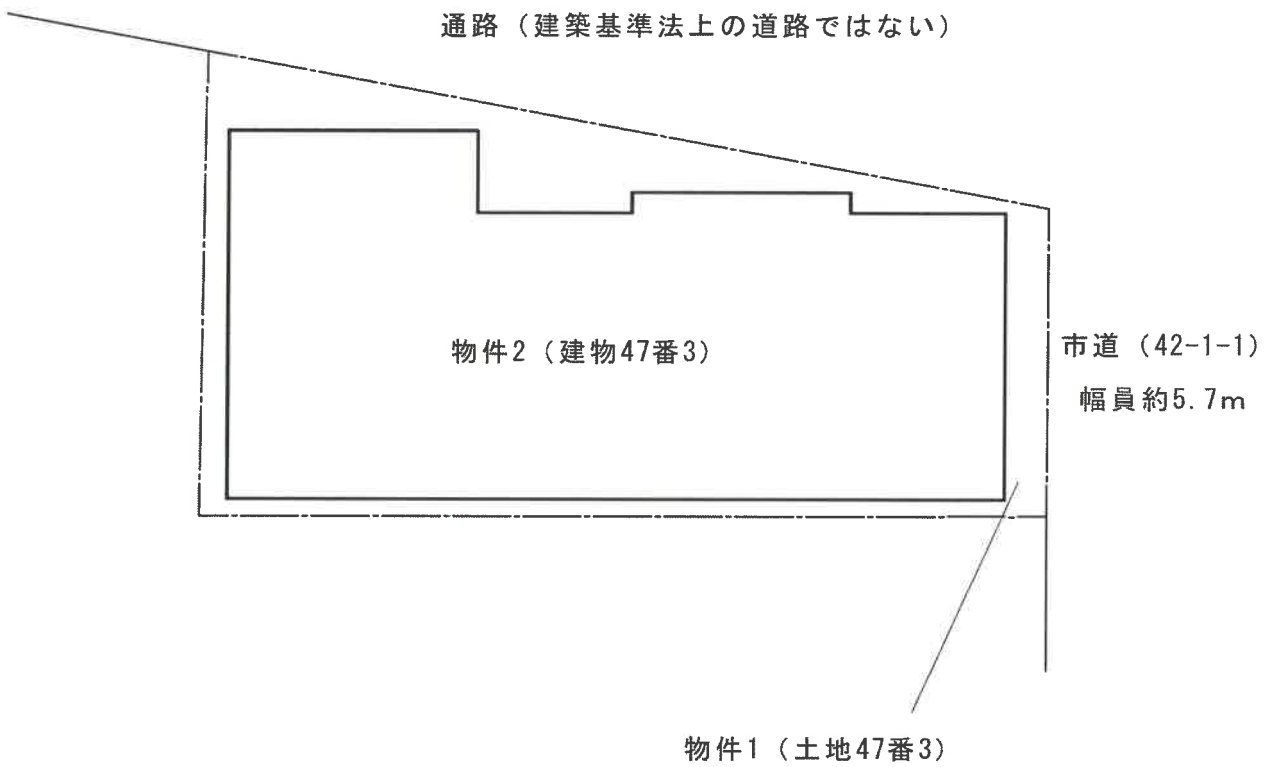 通路（建築基準法上の道路ではない）
物件2（建物47番3）
市道（42-1-1）
幅員約5.7m
物件1（土地47番3）